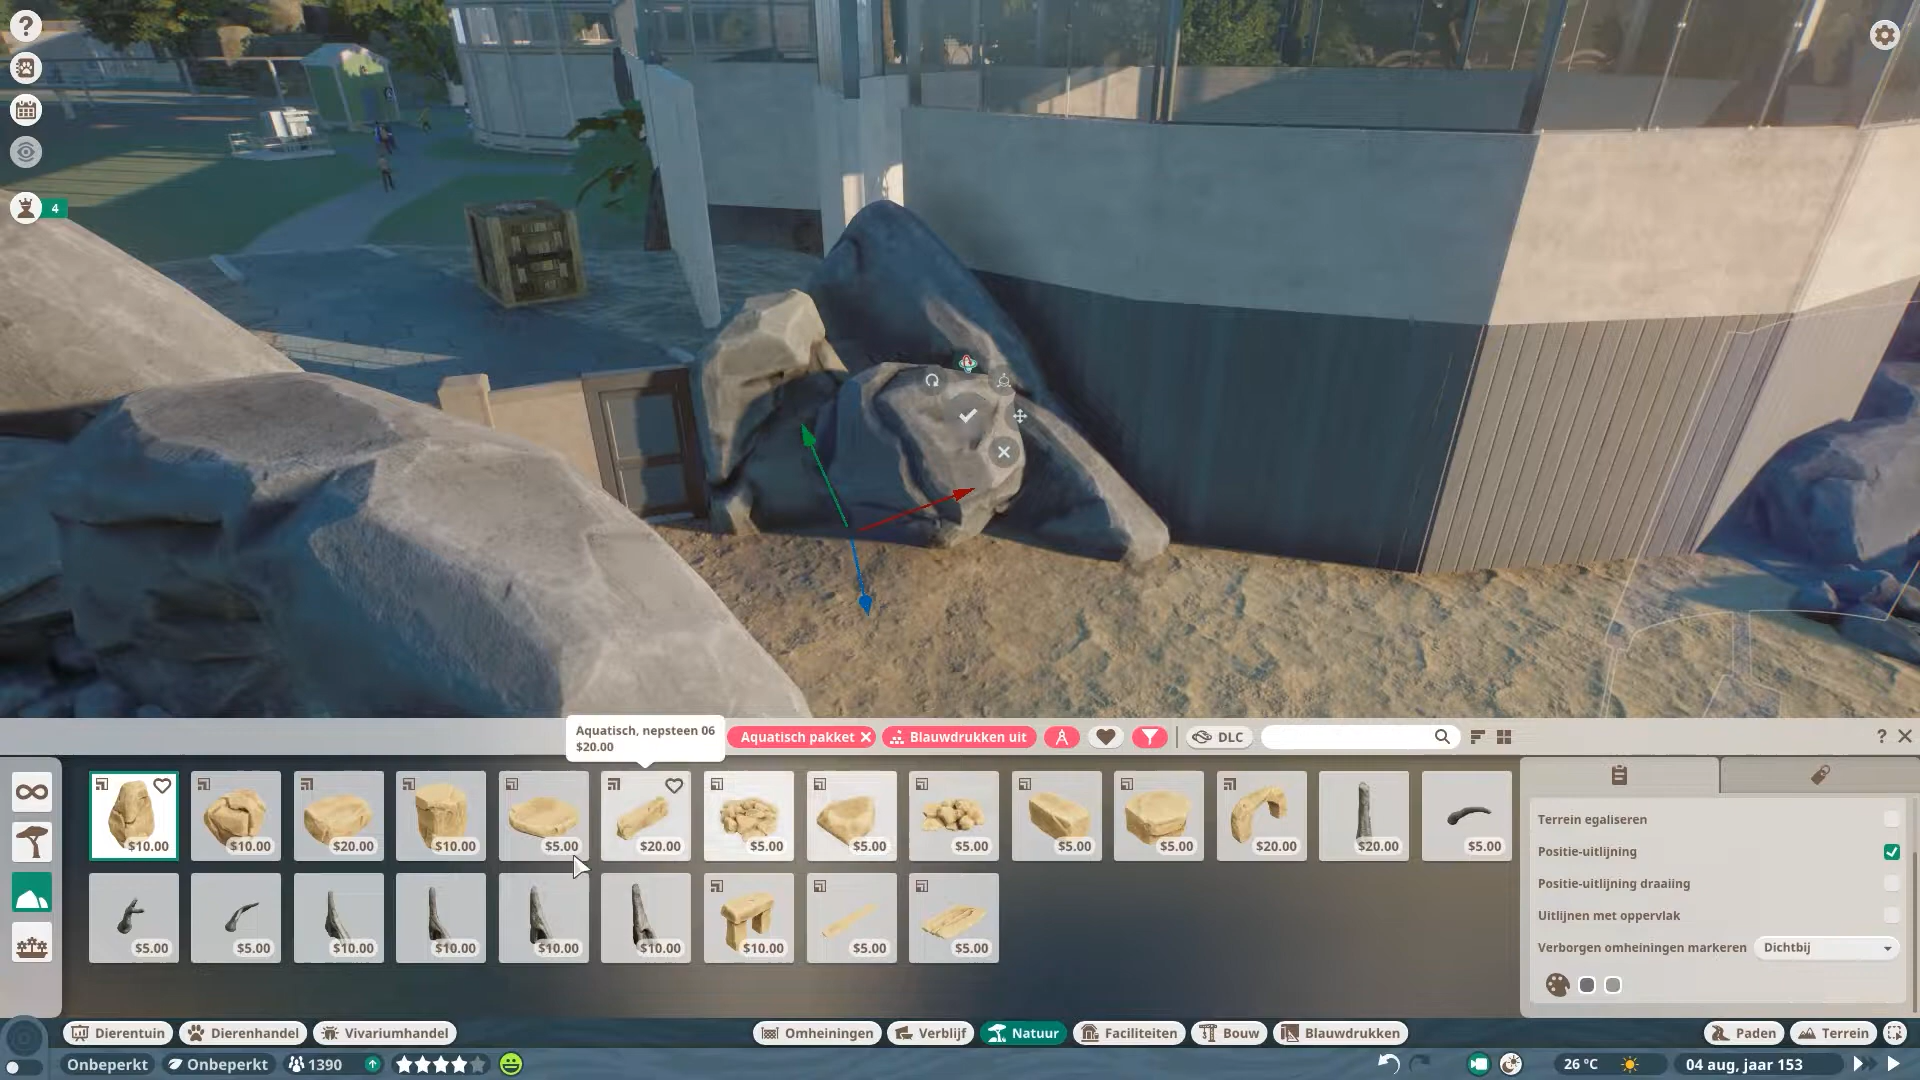 4
Aquatisch, nepsteen 06
$20.00
Aquatisch pakket
Blauwdrukken uit
DLC
$10.00
$10.00
$20.00
$10.00
$5.00
$20.00
$5.00
$5.00
$5.00
$5.00
$5.00
$20.00
$20.00
$5.00
$5.00
$5.00
$10.00
$10.00
$10.00
$10.00
$10.00
$5.00
$5.00
Terrein egaliseren
Positie-uitlijning
Positie-uitlijning draaiing
Uitlijnen met oppervlak
Verborgen omheiningen markeren Dichtbij
Dierentuin Dierenhandel Vivariumhandel Omheiningen Verblijf Natuur Faciliteiten Bouw Blauwdrukken Paden Terrein
Onbeperkt Onbeperkt 1390 26 °C 04 aug, jaar 153